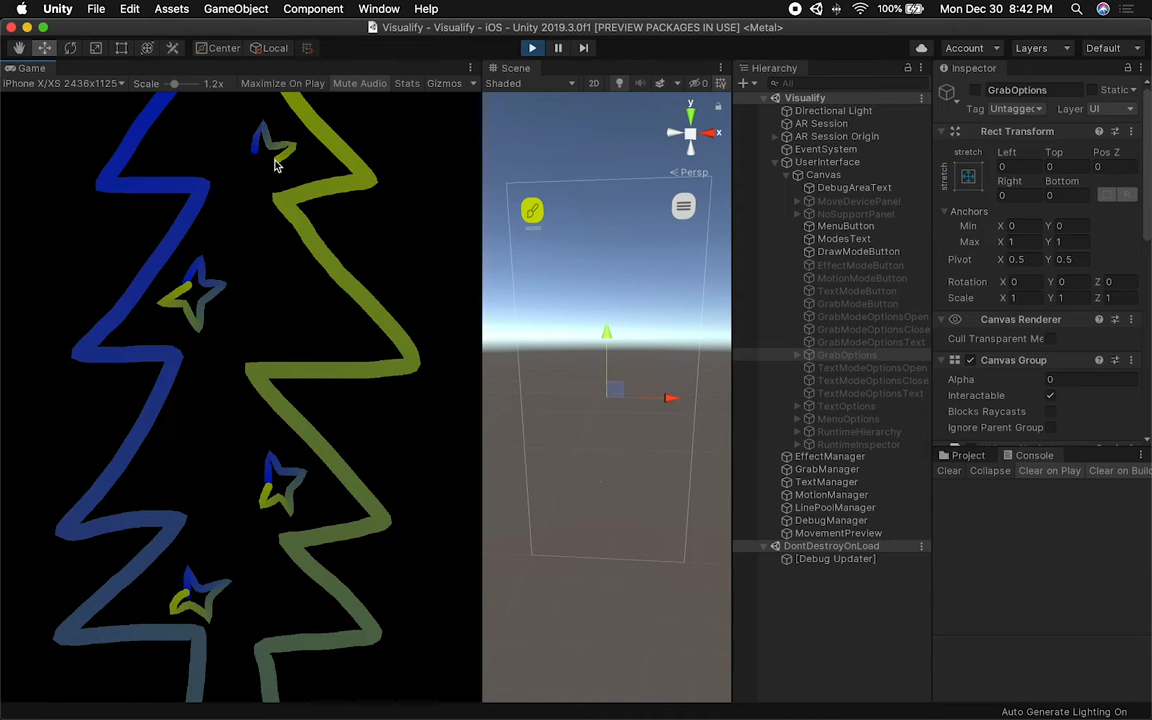 Unity File Edit Assets GameObject Component Window Help 100% Mon Dec 30 8:42 PM
Visualify - Visualify - iOS - Unity 2019.3.0f1 [PREVIEW PACKAGES IN USE] <Metal>
Center Local Account Layers Default
Game Scene Hierarchy Inspector
iPhone X/XS 2436x1125 Scale 1.2x Maximize On Play Mute Audio Stats Gizmos Shaded 2D 0 All
y
x
Persp
Visualify
Directional Light
AR Session
AR Session Origin
EventSystem
UserInterface
Canvas
DebugAreaText
MoveDevicePanel
NoSupportPanel
MenuButton
ModesText
DrawModeButton
EffectModeButton
MotionModeButton
TextModeButton
GrabModeButton
GrabModeOptionsOpen
GrabModeOptionsClose
GrabModeOptionsText
GrabOptions
TextModeOptionsOpen
TextModeOptionsClose
TextModeOptionsText
TextOptions
MenuOptions
RuntimeHierarchy
RuntimeInspector
EffectManager
GrabManager
TextManager
MotionManager
LinePoolManager
DebugManager
MovementPreview
DontDestroyOnLoad
[Debug Updater]
GrabOptions Static
Tag Untagged Layer UI
Rect Transform
stretch Left Top Pos Z
stretch 0 0 0
Right Bottom
0 0 R
Anchors
Min X 0 Y 0
Max X 1 Y 1
Pivot X 0.5 Y 0.5
Rotation X 0 Y 0 Z 0
Scale X 1 Y 1 Z 1
Canvas Renderer
Cull Transparent Me
Canvas Group
Alpha 0
Interactable
Blocks Raycasts
Ignore Parent Group
Project Console
Clear Collapse Clear on Play Clear on Build
Auto Generate Lighting On